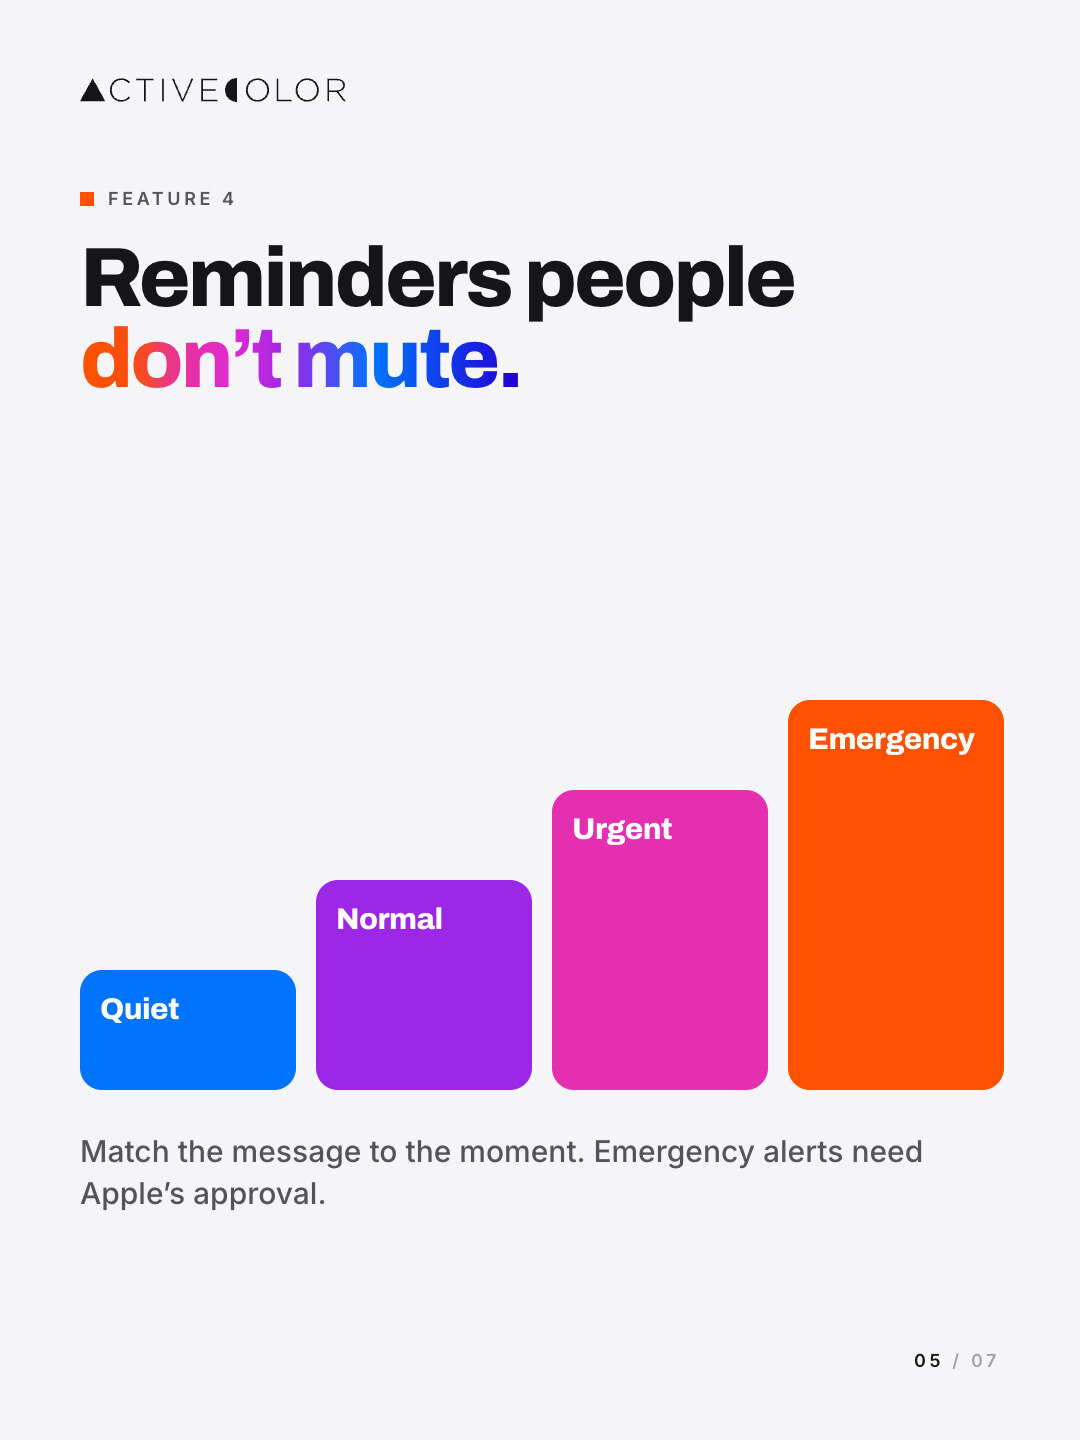 ACTIVECOLOR
FEATURE 4
Reminders people
don’t mute.
Emergency
Urgent
Normal
Quiet
Match the message to the moment. Emergency alerts need
Apple’s approval.
05 / 07